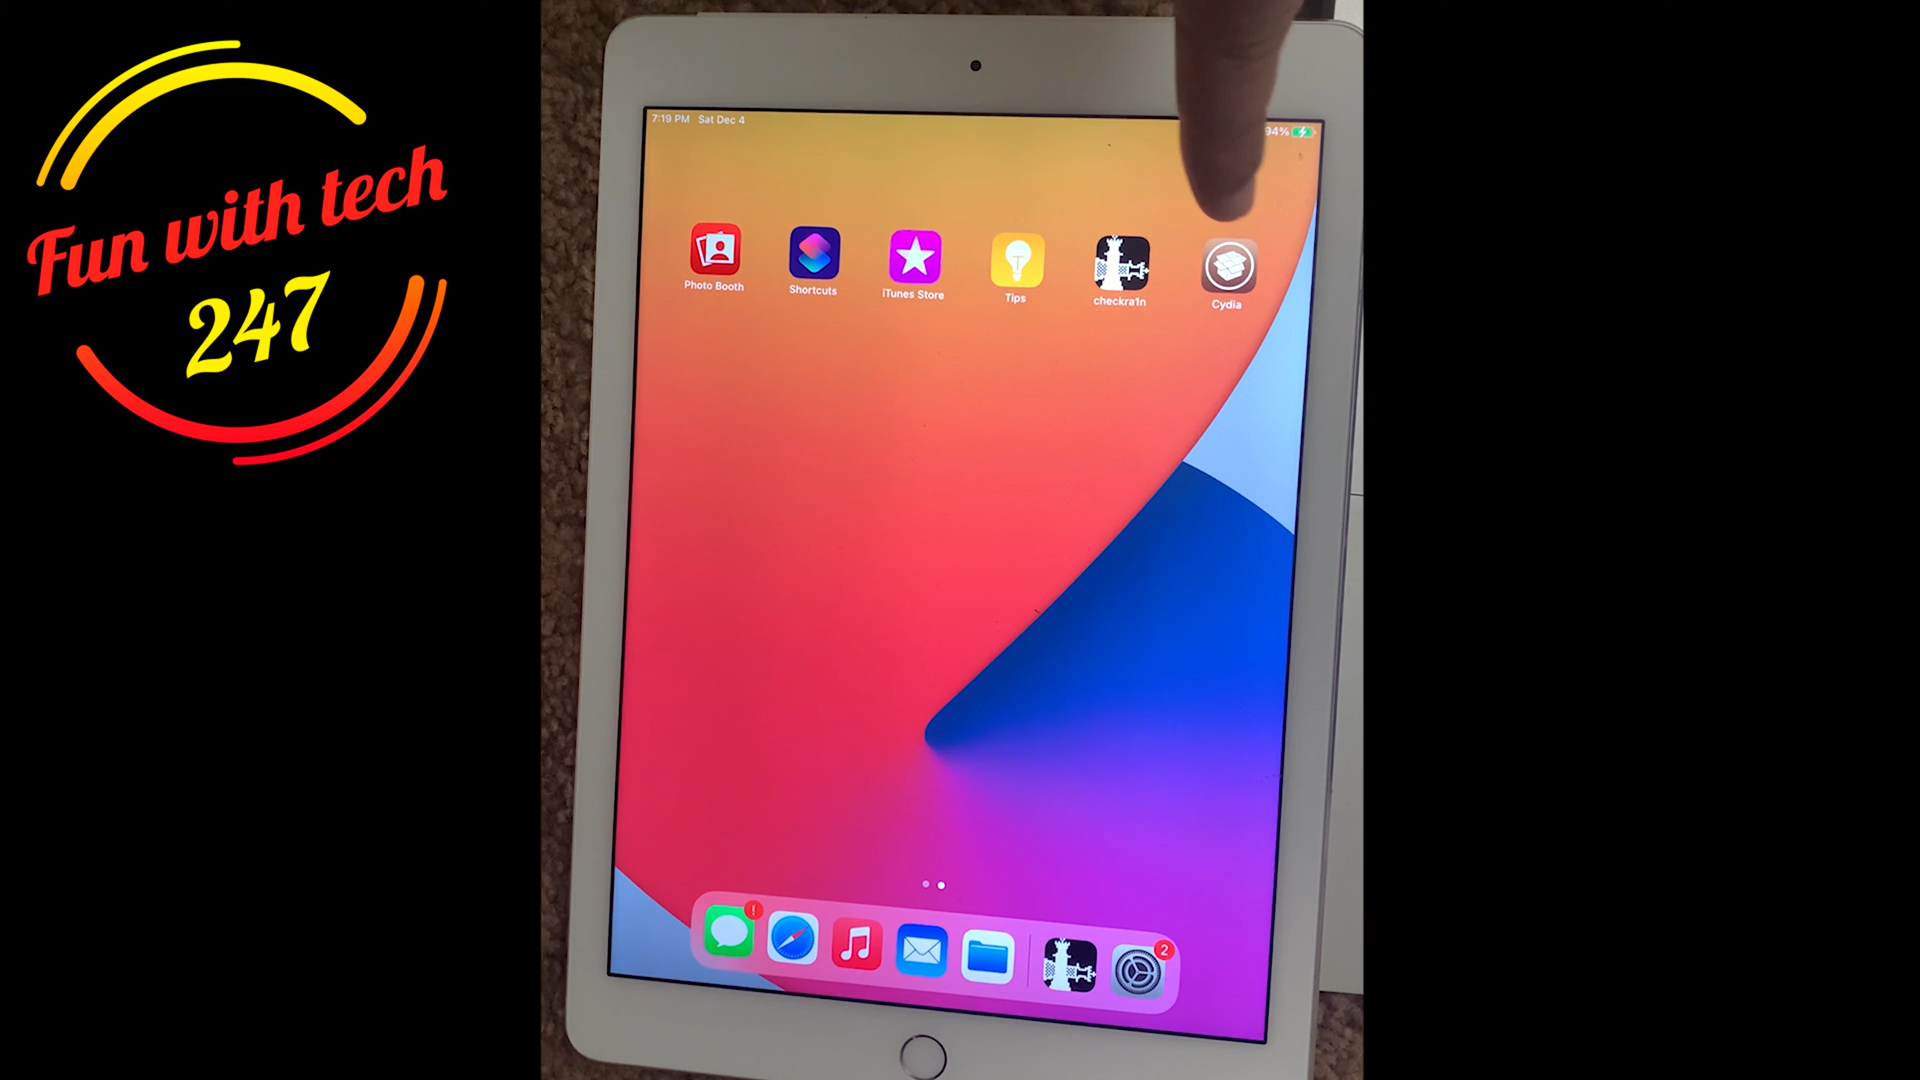 Fun with tech
247
7:19 PM Sat Dec 4
94%
Photo Booth
Shortcuts
iTunes Store
Tips
checkra1n
Cydia
!
2